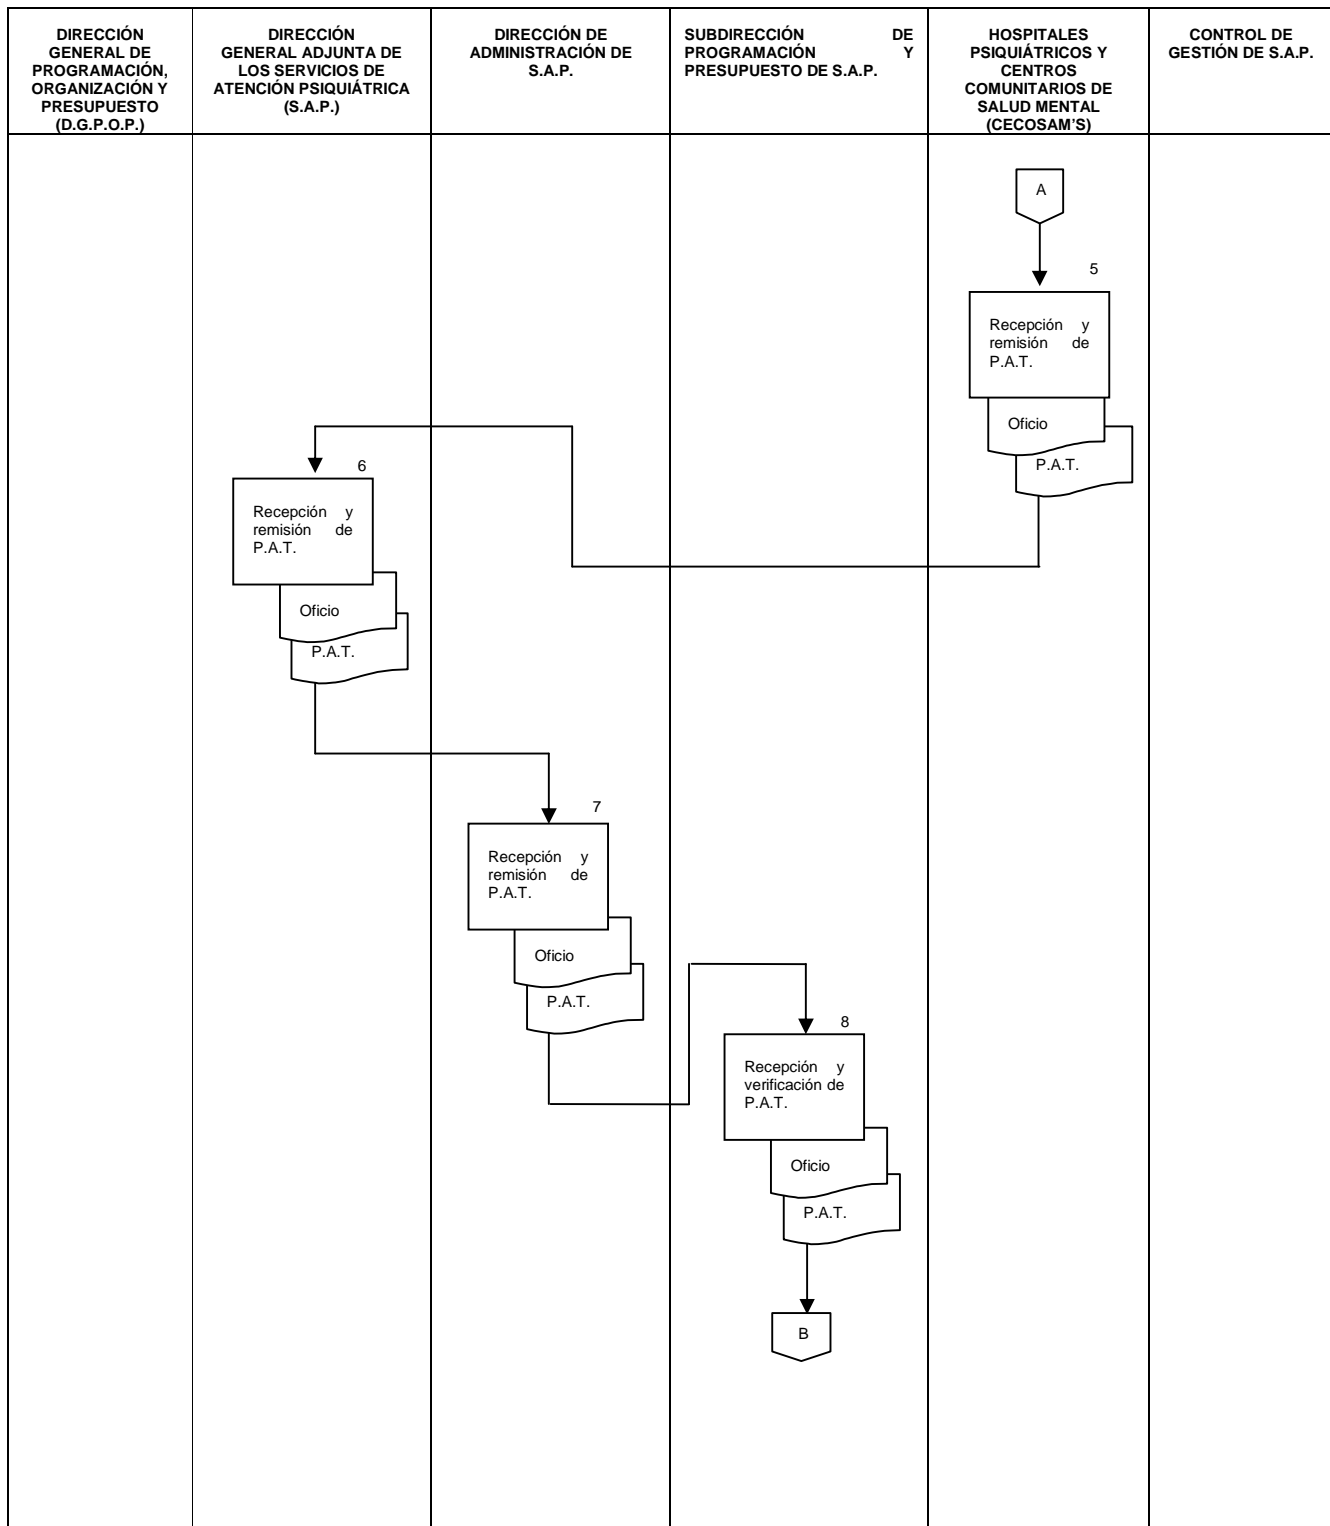 DIRECCIÓN
GENERAL DE
PROGRAMACIÓN,
ORGANIZACIÓN Y
PRESUPUESTO
(D.G.P.O.P.)
DIRECCIÓN
GENERAL ADJUNTA DE
LOS SERVICIOS DE
ATENCIÓN PSIQUIÁTRICA
(S.A.P.)
DIRECCIÓN DE
ADMINISTRACIÓN DE
S.A.P.
SUBDIRECCIÓN DE
PROGRAMACIÓN Y
PRESUPUESTO DE S.A.P.
HOSPITALES
PSIQUIÁTRICOS Y
CENTROS
COMUNITARIOS DE
SALUD MENTAL
(CECOSAM'S)
CONTROL DE
GESTIÓN DE S.A.P.
A
5
Recepción y
remisión de
P.A.T.
Oficio
P.A.T.
6
Recepción y
remisión de
P.A.T.
Oficio
P.A.T.
7
Recepción y
remisión de
P.A.T.
Oficio
P.A.T.
8
Recepción y
verificación de
P.A.T.
Oficio
P.A.T.
B